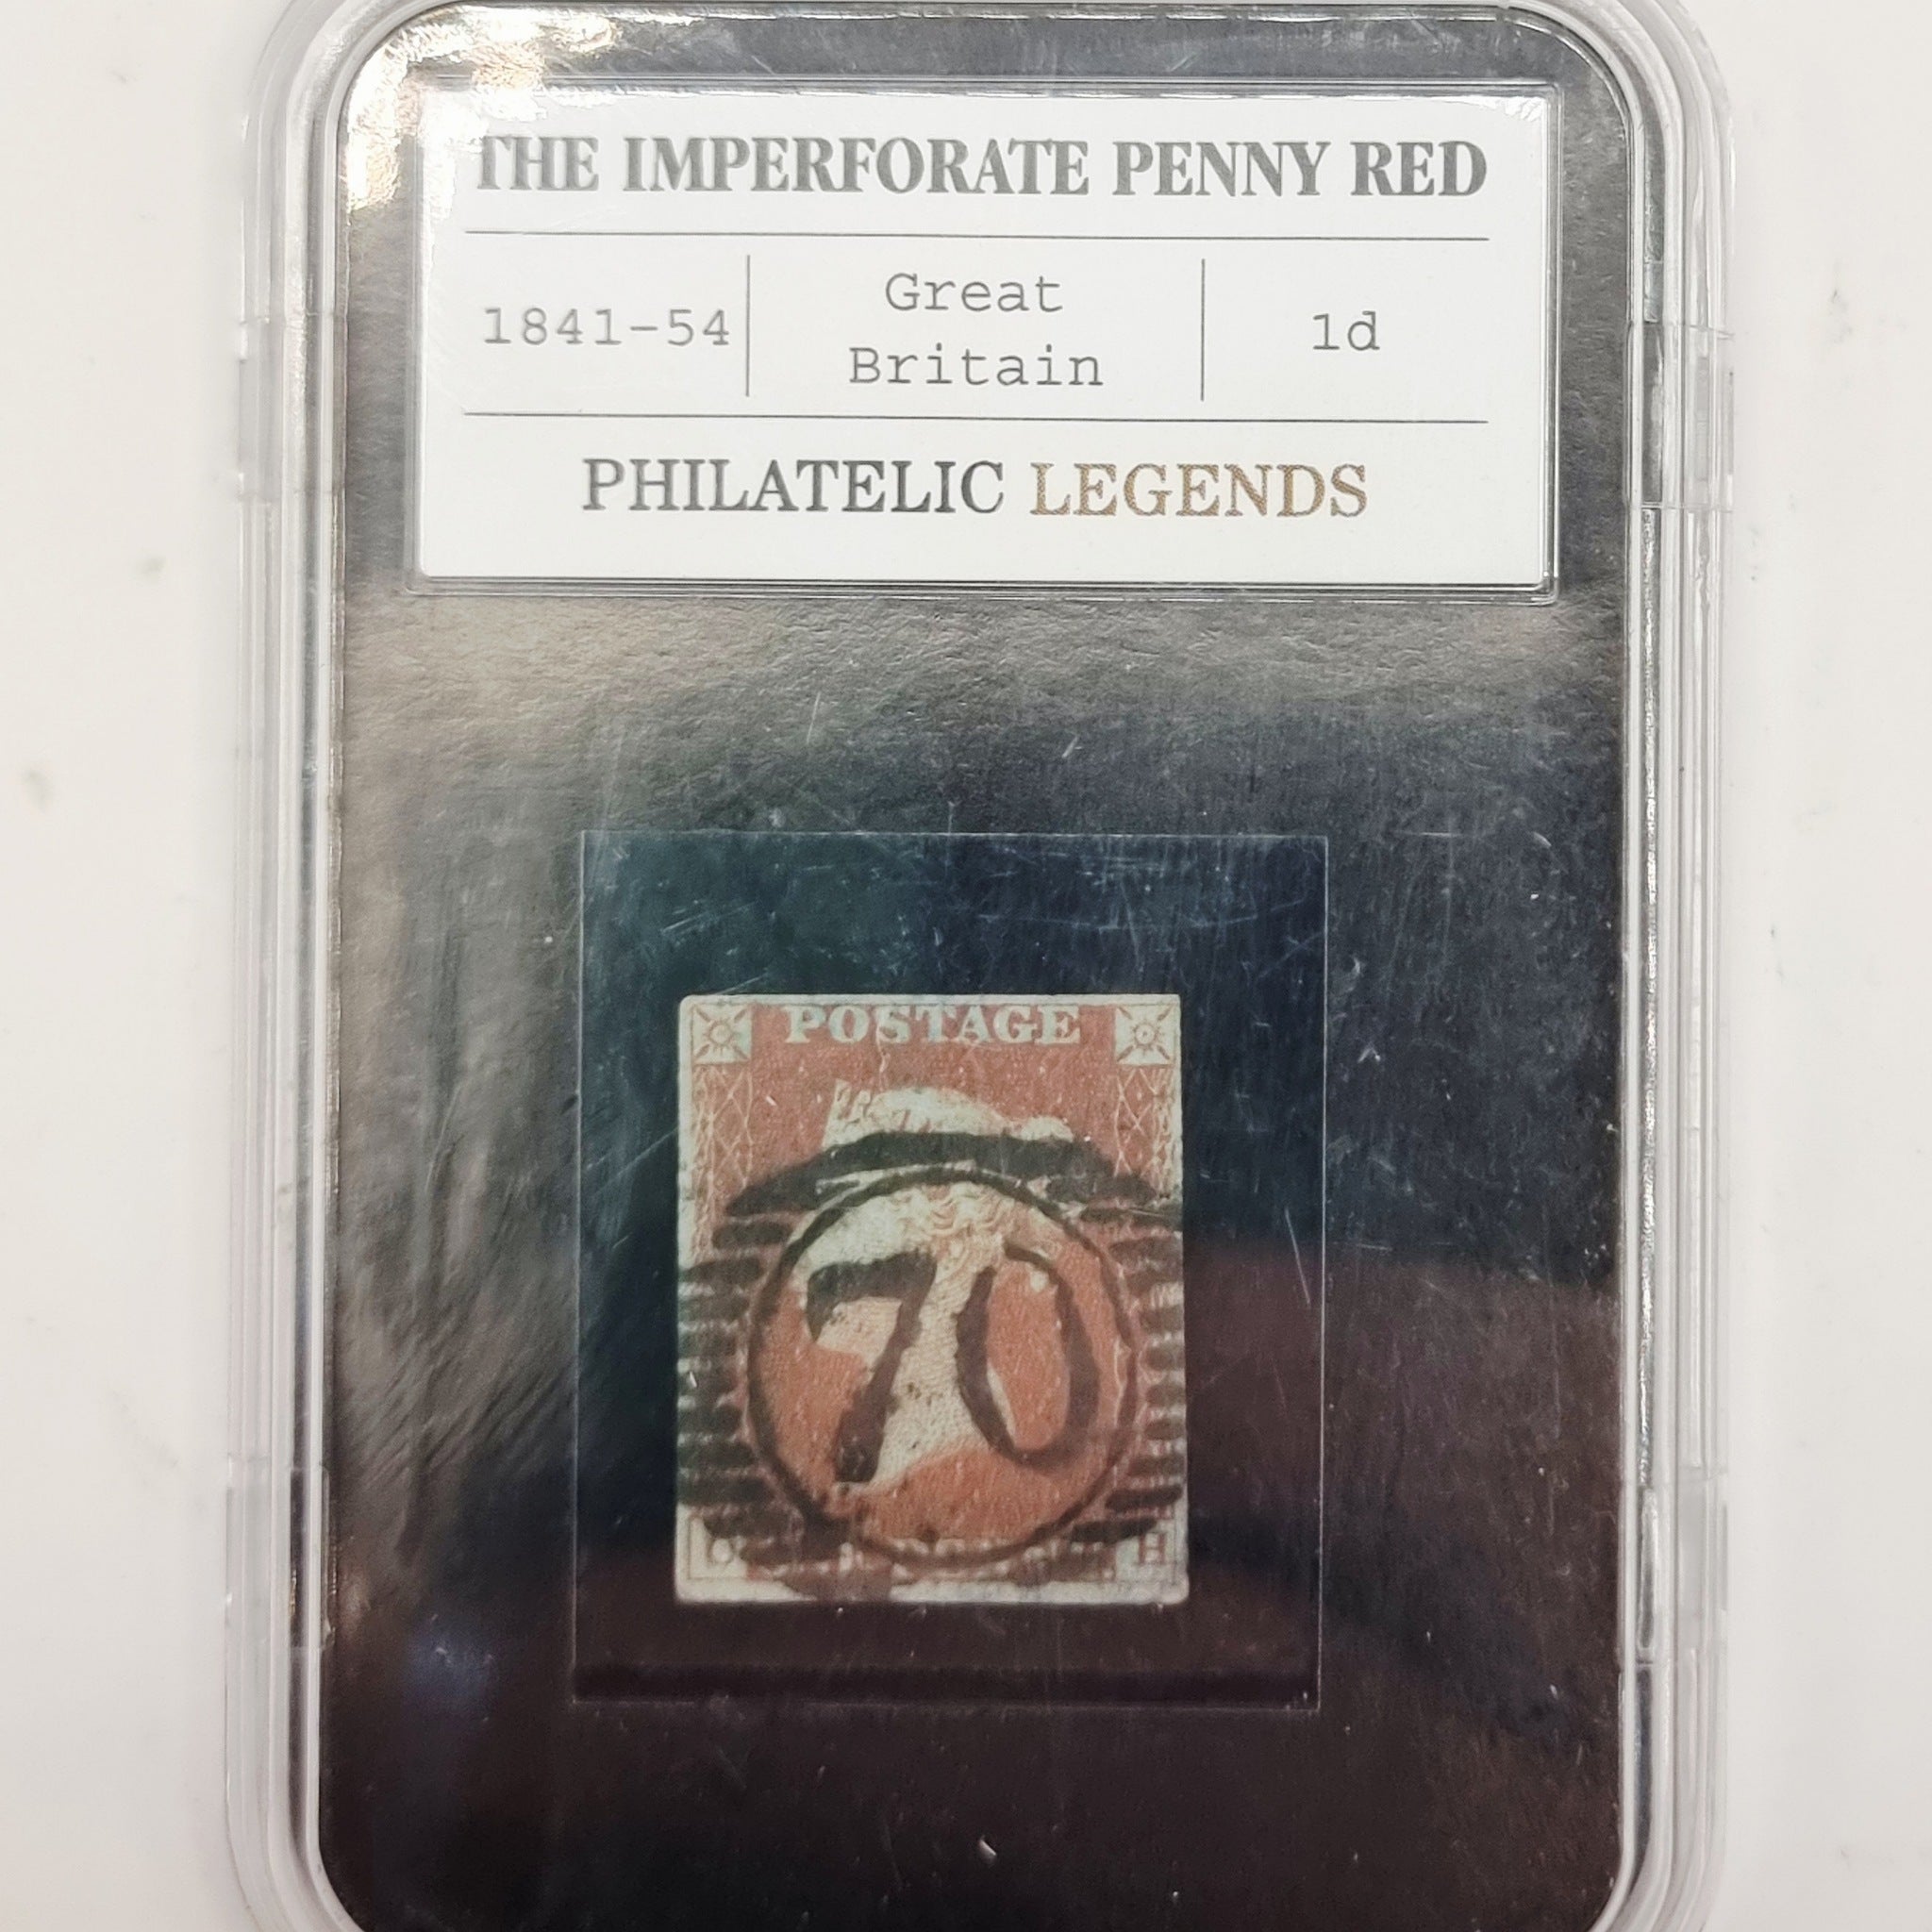 THE IMPERFORATE PENNY RED
1841-54
Great
Britain
1d
PHILATELIC LEGENDS
POSTAGE
70
H